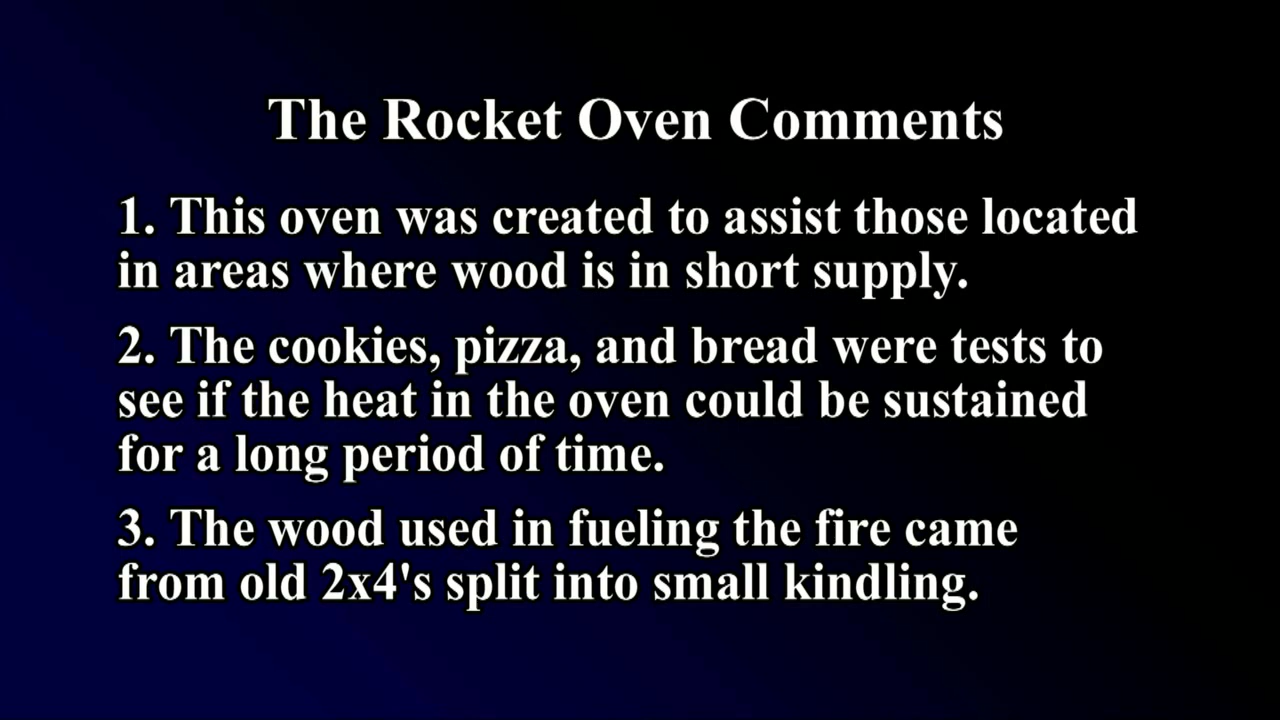 The Rocket Oven Comments
1. This oven was created to assist those located
in areas where wood is in short supply.
2. The cookies, pizza, and bread were tests to
see if the heat in the oven could be sustained
for a long period of time.
3. The wood used in fueling the fire came
from old 2x4's split into small kindling.